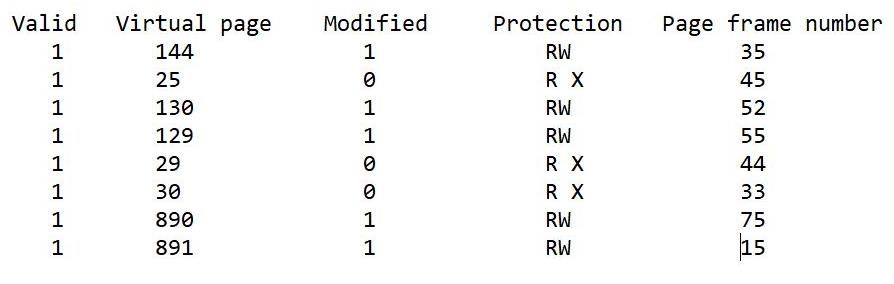 Valid Virtual page Modified Protection Page frame number
1 144 1 RW 35
1 25 0 R X 45
1 130 1 RW 52
1 129 1 RW 55
1 29 0 R X 44
1 30 0 R X 33
1 890 1 RW 75
1 891 1 RW 15